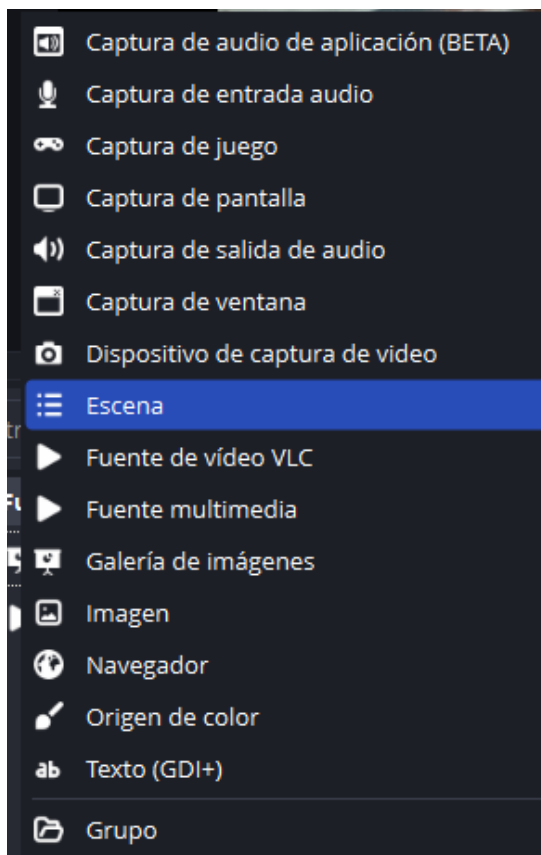 Captura de audio de aplicación (BETA)
Captura de entrada audio
Captura de juego
Captura de pantalla
Captura de salida de audio
Captura de ventana
Dispositivo de captura de video
Escena
Fuente de vídeo VLC
Fuente multimedia
Galería de imágenes
Imagen
Navegador
Origen de color
ab Texto (GDI+)
Grupo